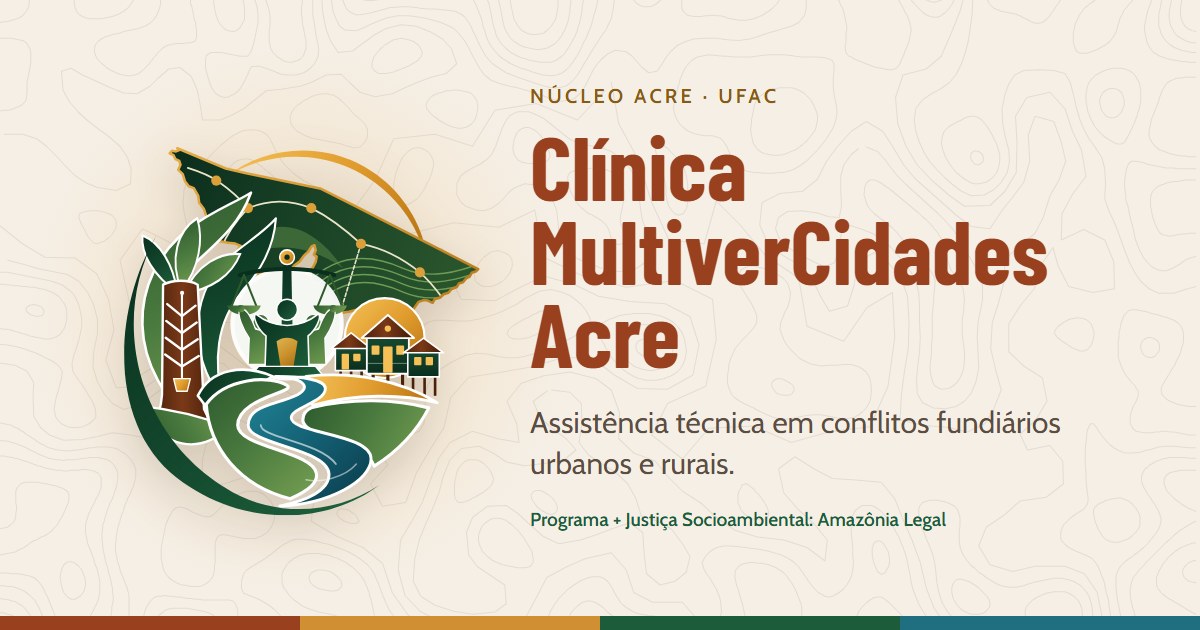 NÚCLEO ACRE · UFAC
Clínica
MultiverCidades
Acre
Assistência técnica em conflitos fundiários
urbanos e rurais.
Programa + Justiça Socioambiental: Amazônia Legal